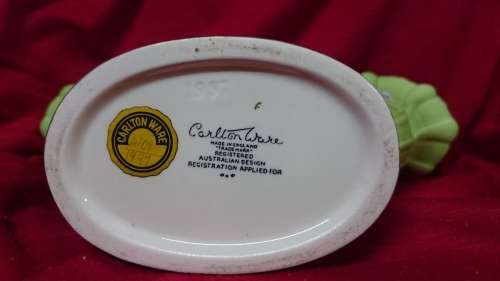 CARLTON WARE
Carlton Ware
MADE IN ENGLAND
"TRADE MARK"
REGISTERED
AUSTRALIAN DESIGN
REGISTRATION APPLIED FOR